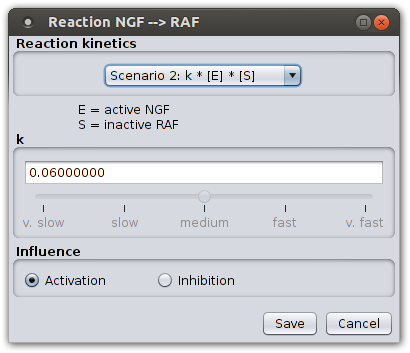 Reaction NGF --> RAF
Reaction kinetics
Scenario 2: k * [E] * [S]
E = active NGF
S = inactive RAF
k
0.06000000
v. slow slow medium fast v. fast
Influence
Activation Inhibition
Save Cancel